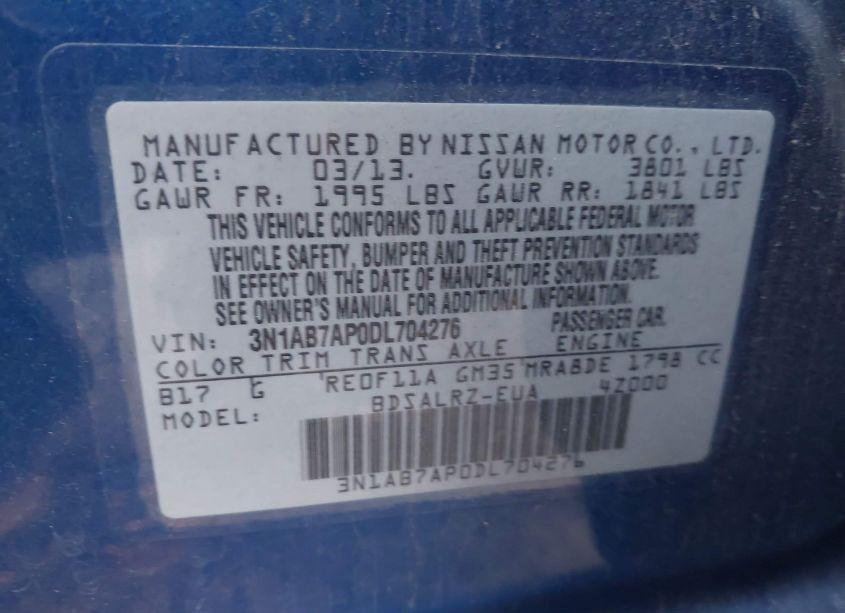 MANUFACTURED BY NISSAN MOTOR CO., LTD.
DATE: 03/13. GVWR: 3801 LBS
GAWR FR: 1995 LBS GAWR RR: 1841 LBS
THIS VEHICLE CONFORMS TO ALL APPLICABLE FEDERAL MOTOR
VEHICLE SAFETY, BUMPER AND THEFT PREVENTION STANDARDS
IN EFFECT ON THE DATE OF MANUFACTURE SHOWN ABOVE.
SEE OWNER'S MANUAL FOR ADDITIONAL INFORMATION.
VIN: 3N1AB7AP0DL704276 PASSENGER CAR.
COLOR TRIM TRANS AXLE ENGINE
B17 G RE0F11A GM35 MRA8DE 1798 CC
MODEL: BDSALRZ-EUA 4Z000
3N1AB7AP0DL704276